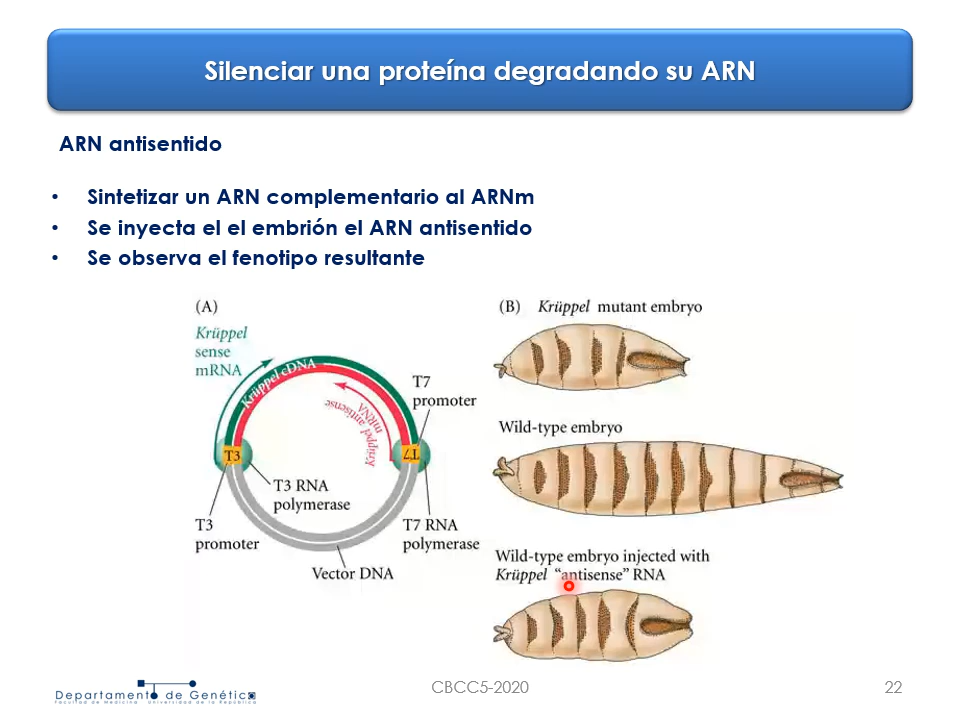 Silenciar una proteína degradando su ARN
ARN antisentido
• Sintetizar un ARN complementario al ARNm
• Se inyecta el el embrión el ARN antisentido
• Se observa el fenotipo resultante
(A)
Krüppel
sense
mRNA
Krüppel cDNA
Krüppel antisense
mRNA
T7
promoter
T3
T7
T3 RNA
polymerase
T3
promoter
T7 RNA
polymerase
Vector DNA
(B) Krüppel mutant embryo
Wild-type embryo
Wild-type embryo injected with
Krüppel “antisense” RNA
Departamento de Genética
Facultad de Medicina Universidad de la República
CBCC5-2020
22